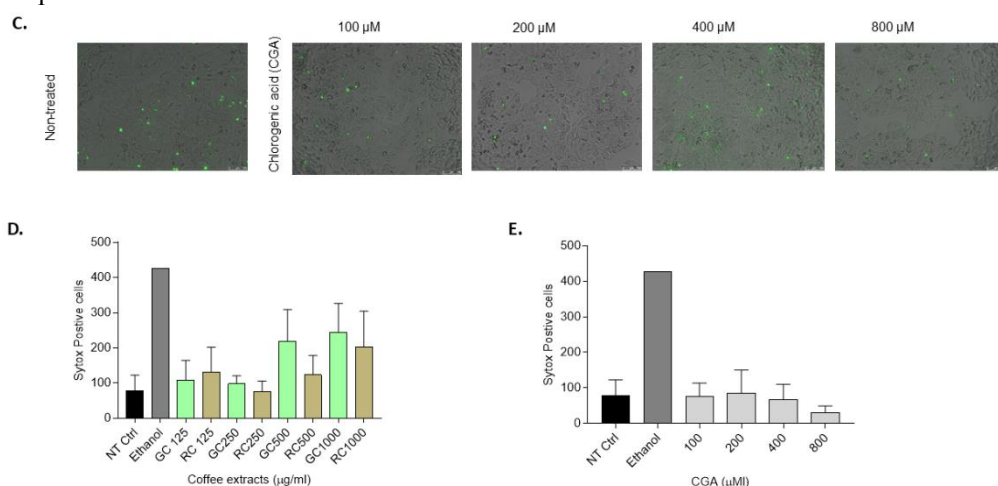 C.
100 µM
200 µM
400 µM
800 µM
Non-treated
Chlorogenic acid (CGA)
D.
Sytox Postive cells
500
400
300
200
100
0
NT Ctrl
Ethanol
GC 125
RC 125
GC250
RC250
GC500
RC500
GC1000
RC1000
Coffee extracts (µg/ml)
E.
Sytox Postive cells
500
400
300
200
100
0
NT Ctrl
Ethanol
100
200
400
800
CGA (µMl)